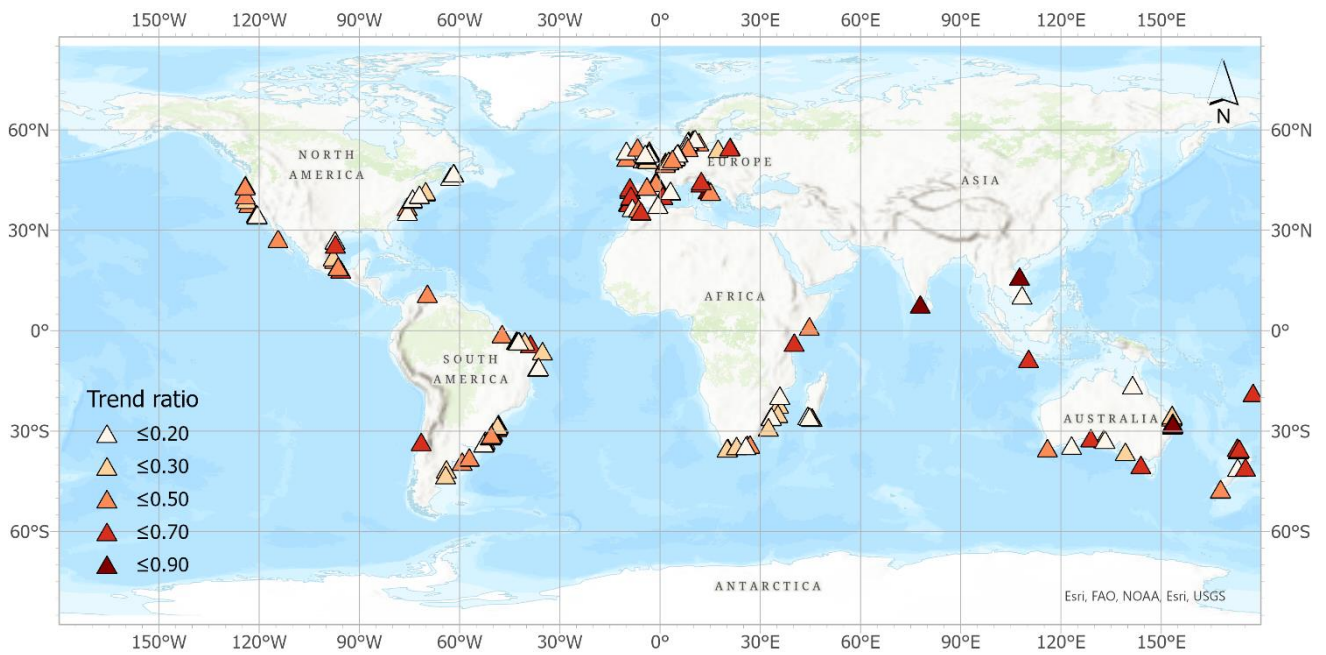 150°W 120°W 90°W 60°W 30°W 0° 30°E 60°E 90°E 120°E 150°E
N
60°N 60°N
NORTH
AMERICA
EUROPE
ASIA
30°N 30°N
AFRICA
0° 0°
SOUTH
AMERICA
AUSTRALIA
30°S 30°S
Trend ratio
≤0.20
≤0.30
≤0.50
≤0.70
≤0.90
60°S 60°S
ANTARCTICA
Esri, FAO, NOAA, Esri, USGS
150°W 120°W 90°W 60°W 30°W 0° 30°E 60°E 90°E 120°E 150°E